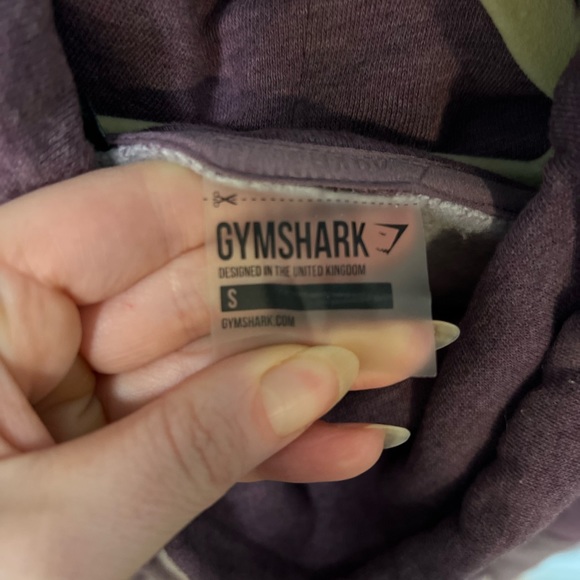 GYMSHARK
DESIGNED IN THE UNITED KINGDOM
S
GYMSHARK.COM